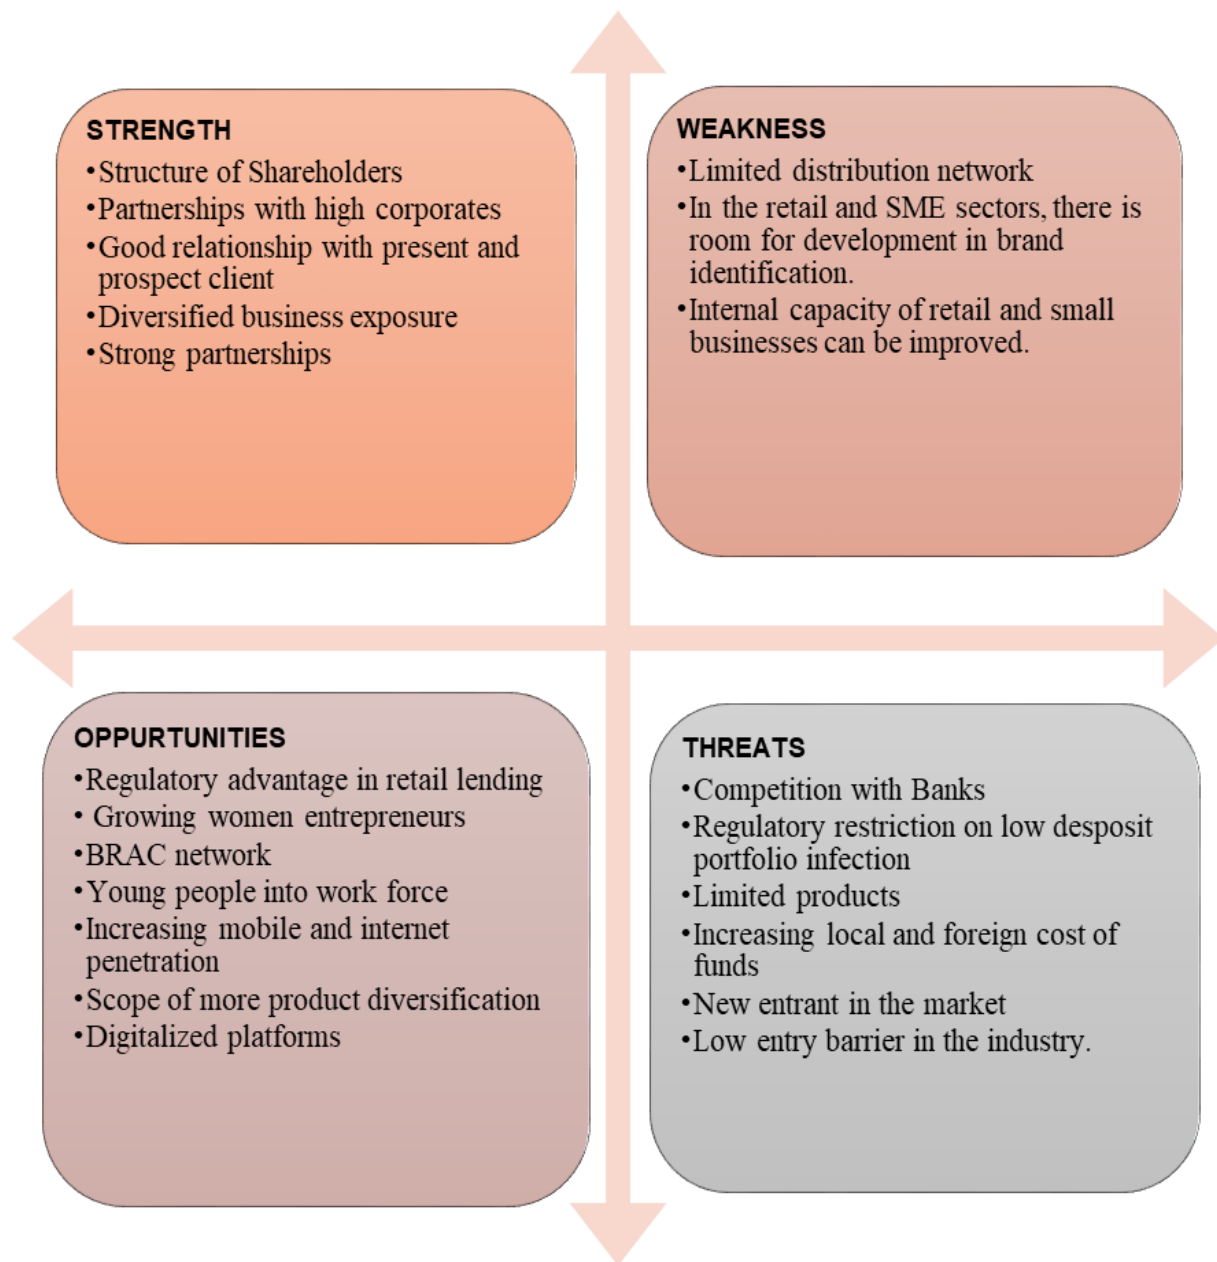 STRENGTH
•Structure of Shareholders
•Partnerships with high corporates
•Good relationship with present and
prospect client
•Diversified business exposure
•Strong partnerships
WEAKNESS
•Limited distribution network
•In the retail and SME sectors, there is
room for development in brand
identification.
•Internal capacity of retail and small
businesses can be improved.
OPPURTUNITIES
•Regulatory advantage in retail lending
• Growing women entrepreneurs
•BRAC network
•Young people into work force
•Increasing mobile and internet
penetration
•Scope of more product diversification
•Digitalized platforms
THREATS
•Competition with Banks
•Regulatory restriction on low desposit
portfolio infection
•Limited products
•Increasing local and foreign cost of
funds
•New entrant in the market
•Low entry barrier in the industry.